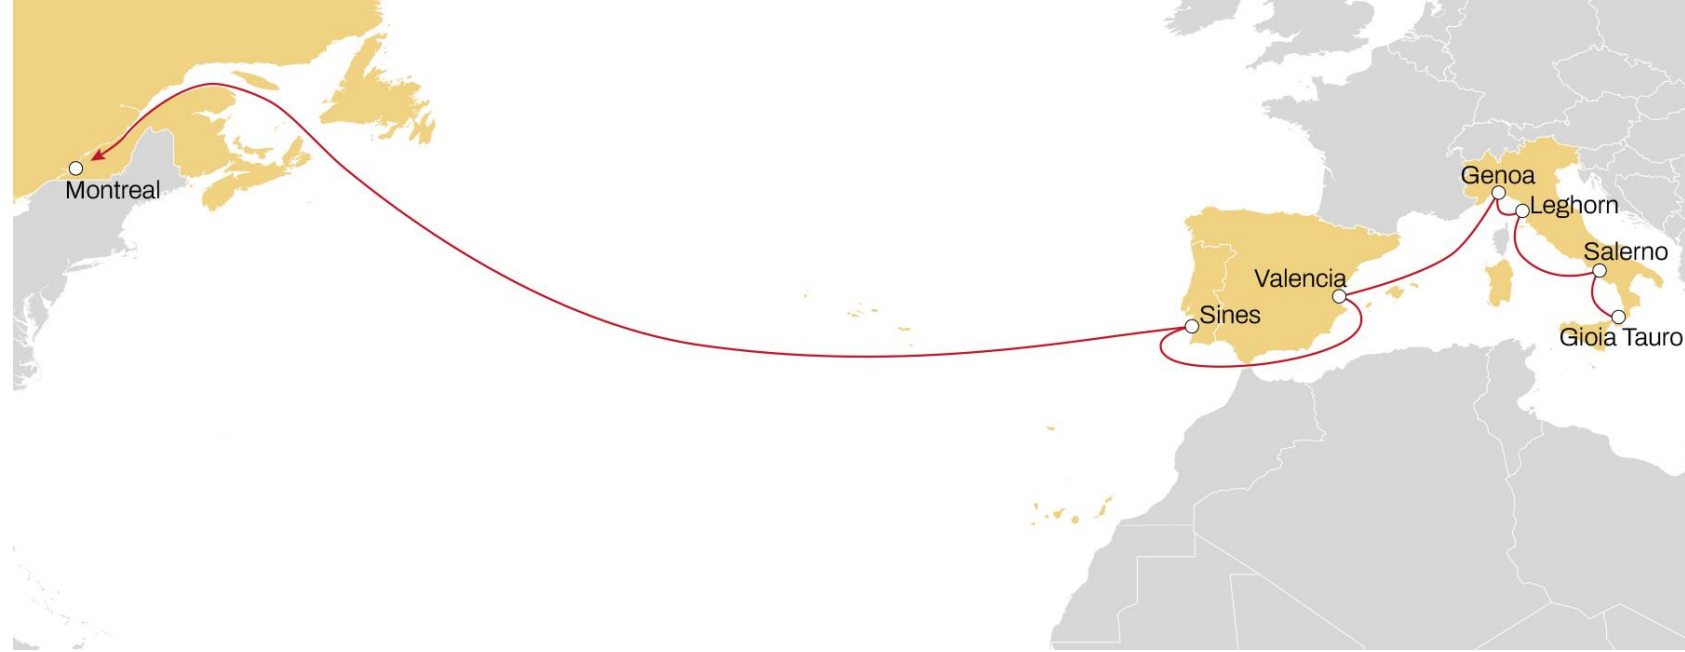 Montreal
Genoa
Leghorn
Salerno
Valencia
Sines
Gioia Tauro